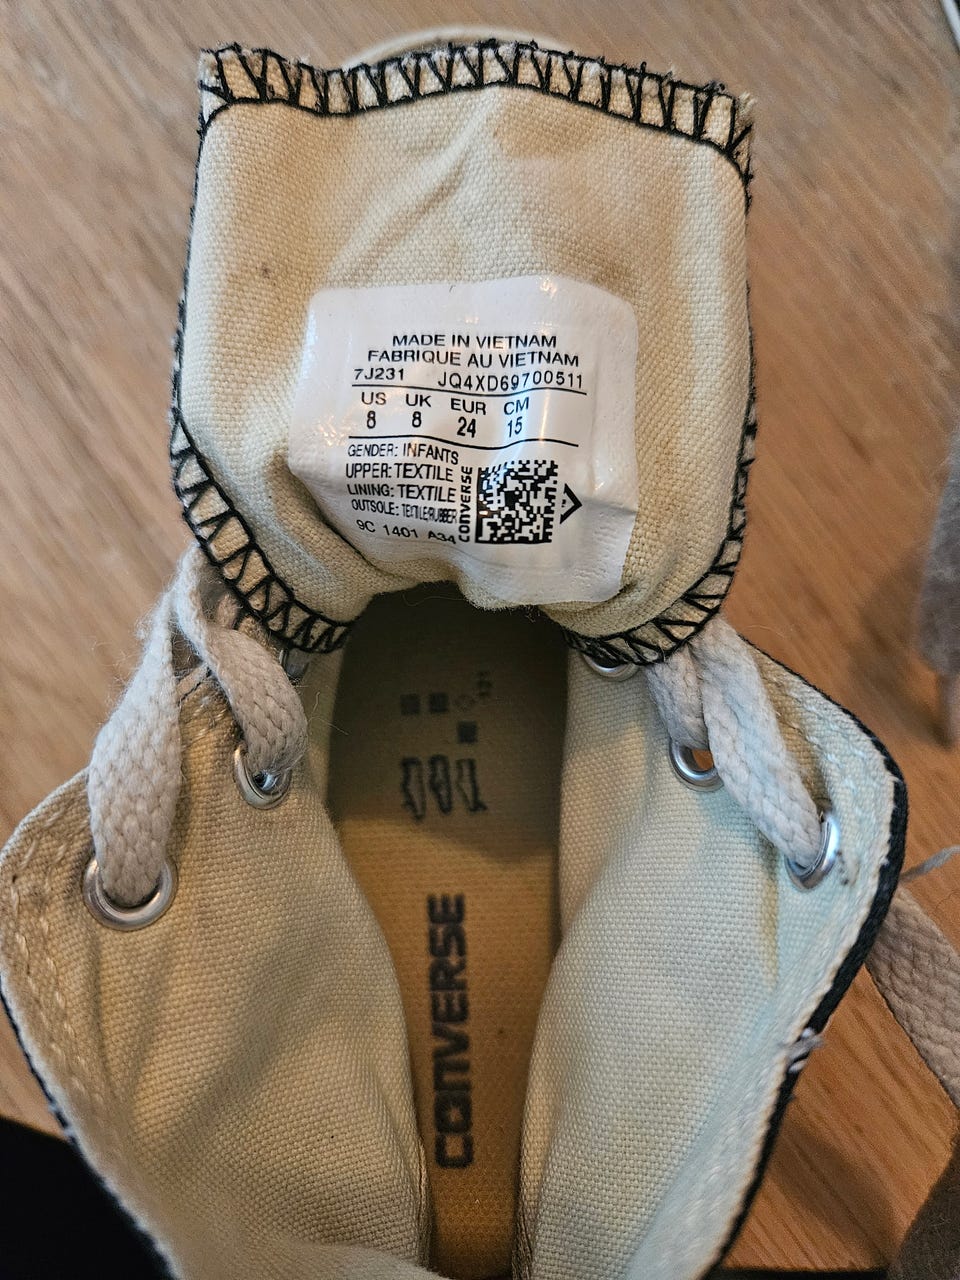 MADE IN VIETNAM
FABRIQUE AU VIETNAM
7J231 JQ4XD69700511
US UK EUR CM
8 8 24 15
GENDER: INFANTS
UPPER: TEXTILE
LINING: TEXTILE
OUTSOLE: TEXTILE/RUBBER
9C 1401 A34
CONVERSE
CONVERSE